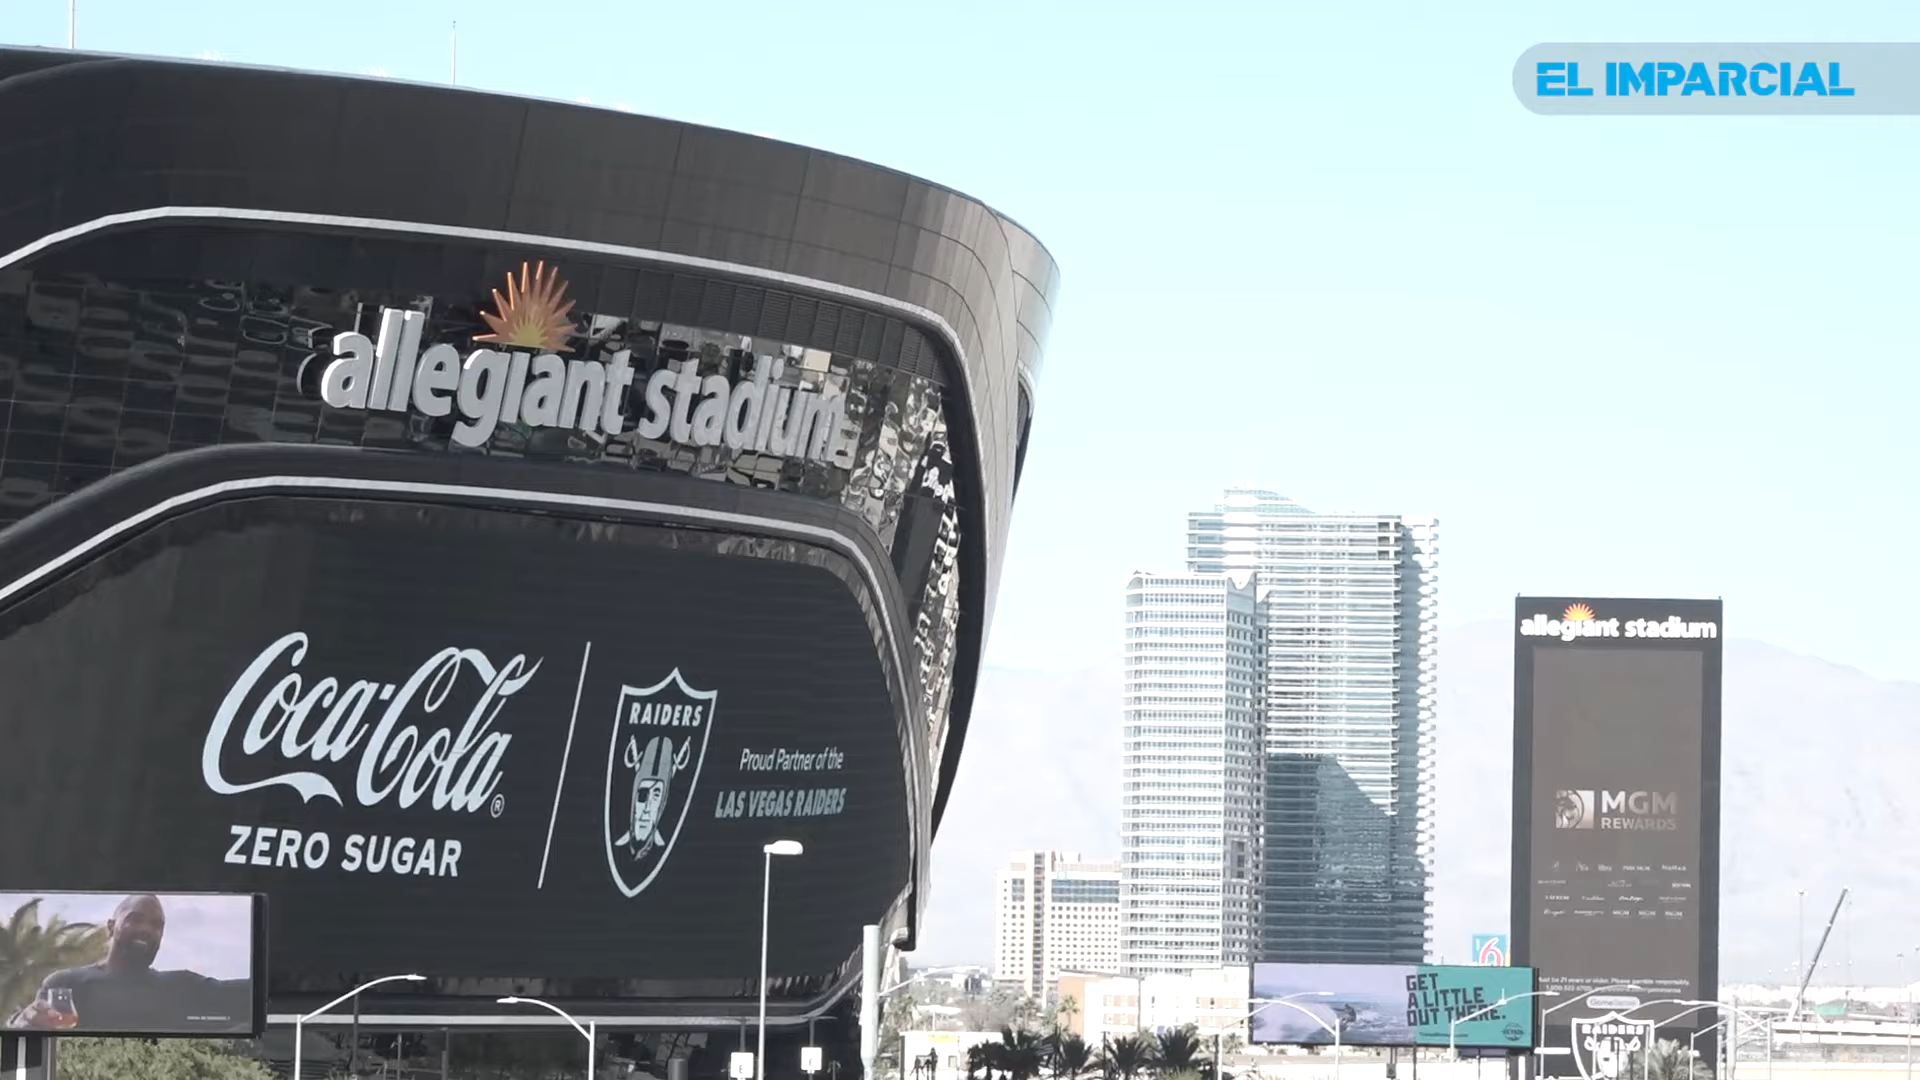 EL IMPARCIAL
allegiant stadium
Coca-Cola®
ZERO SUGAR
RAIDERS
Proud Partner of the
LAS VEGAS RAIDERS
allegiant stadium
MGM
REWARDS
6
GET
A LITTLE
OUT THERE.
RAIDERS